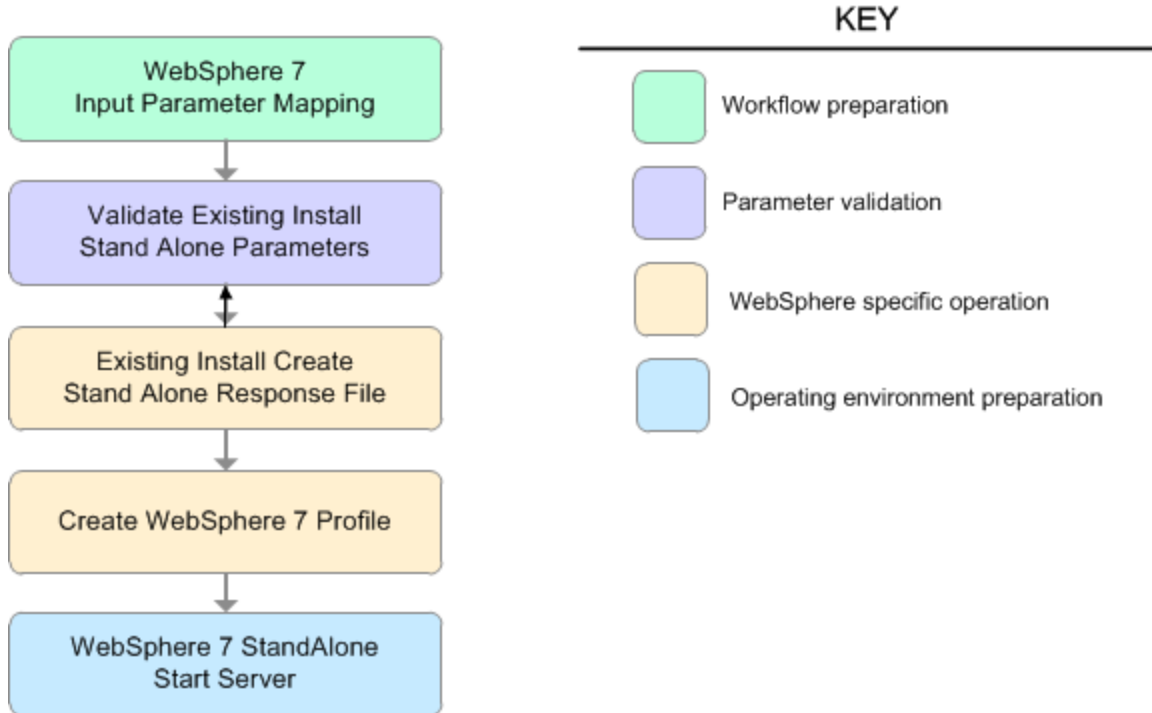 WebSphere 7
Input Parameter Mapping
Validate Existing Install
Stand Alone Parameters
Existing Install Create
Stand Alone Response File
Create WebSphere 7 Profile
WebSphere 7 StandAlone
Start Server
KEY
Workflow preparation
Parameter validation
WebSphere specific operation
Operating environment preparation